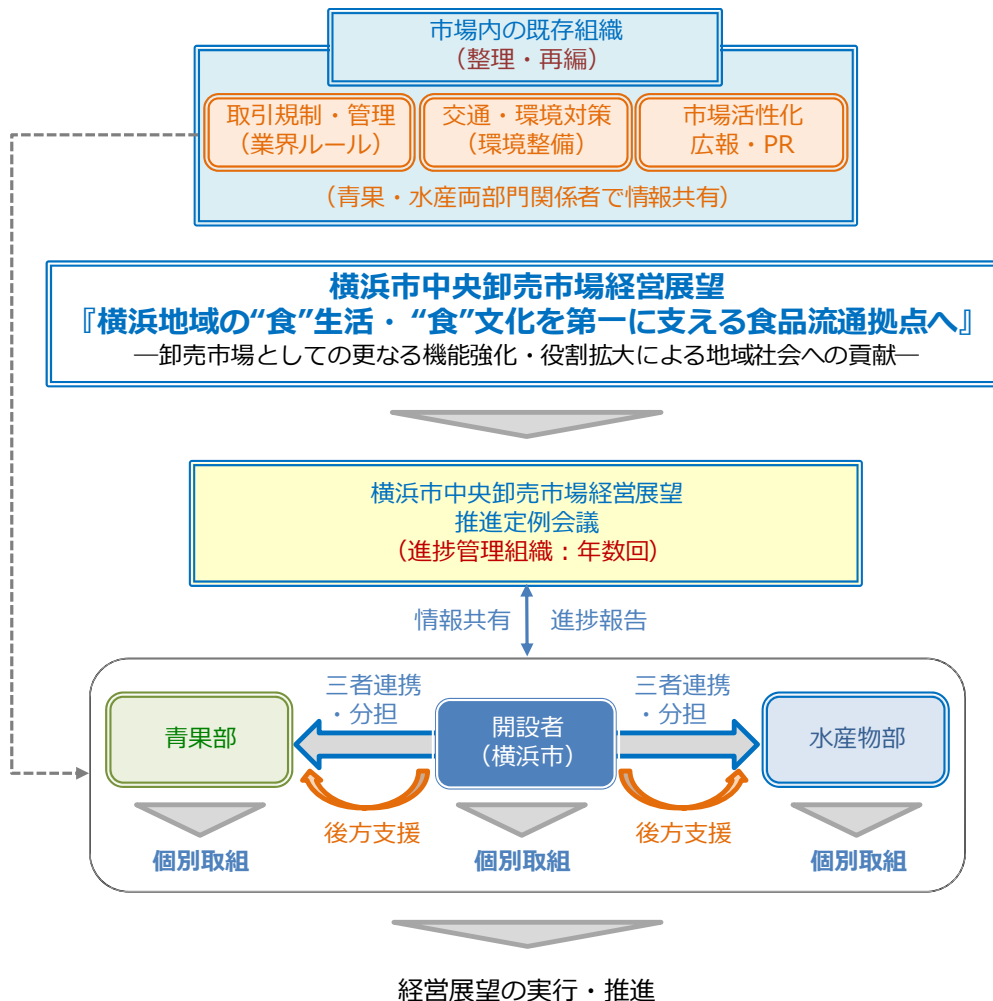 市場内の既存組織
（整理・再編）
取引規制・管理
（業界ルール）
交通・環境対策
（環境整備）
市場活性化
広報・PR
（青果・水産両部門関係者で情報共有）
横浜市中央卸売市場経営展望
『横浜地域の“食”生活・ “食”文化を第一に支える食品流通拠点へ』
―卸売市場としての更なる機能強化・役割拡大による地域社会への貢献―
横浜市中央卸売市場経営展望
推進定例会議
（進捗管理組織：年数回）
情報共有
進捗報告
三者連携
・分担
三者連携
・分担
青果部
開設者
（横浜市）
水産物部
後方支援
後方支援
個別取組
個別取組
個別取組
経営展望の実行・推進